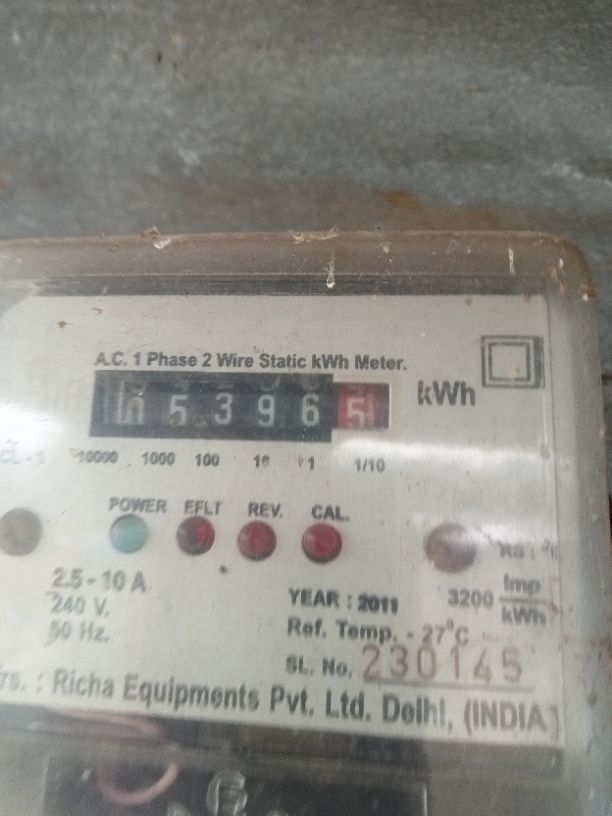 A.C. 1 Phase 2 Wire Static kWh Meter.
5 3 9 6 5 kWh
10000 1000 100 10 1 1/10
POWER EFLT REV. CAL.
2.5 - 10 A
240 V.
50 Hz.
YEAR : 2011
3200 Imp
kWh
Ref. Temp. - 27°C
SL. No. 230145
Richa Equipments Pvt. Ltd. Delhi, (INDIA)